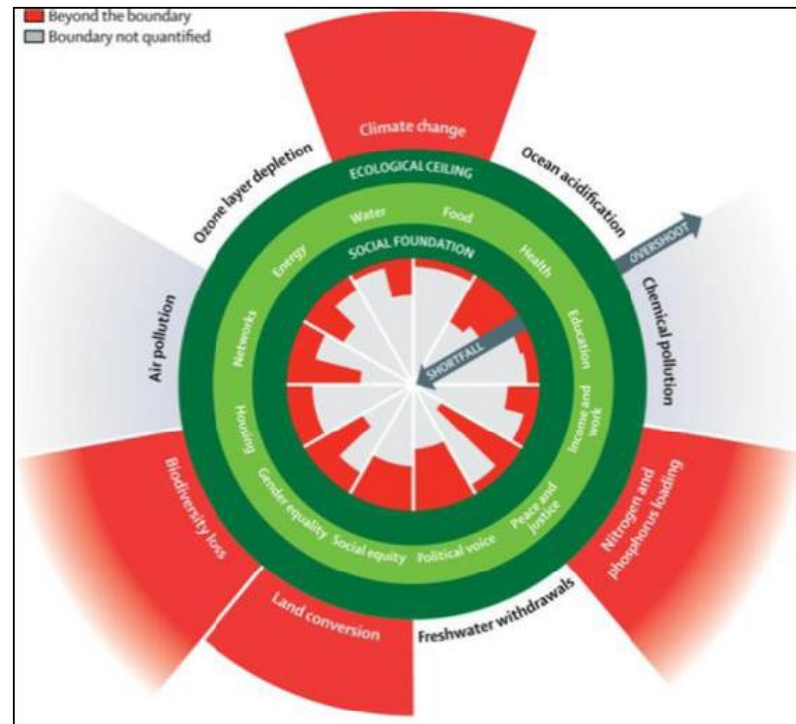 Beyond the boundary
Boundary not quantified
Climate change
Ozone layer depletion
Ocean acidification
ECOLOGICAL CEILING
Water
Food
Energy
Health
SOCIAL FOUNDATION
OVERSHOOT
Air pollution
Networks
SHORTFALL
Education
Chemical pollution
Housing
Income and
work
Gender equality
Social equity
Political voice
Peace and
justice
Biodiversity loss
Land conversion
Freshwater withdrawals
Nitrogen and
phosphorus loading